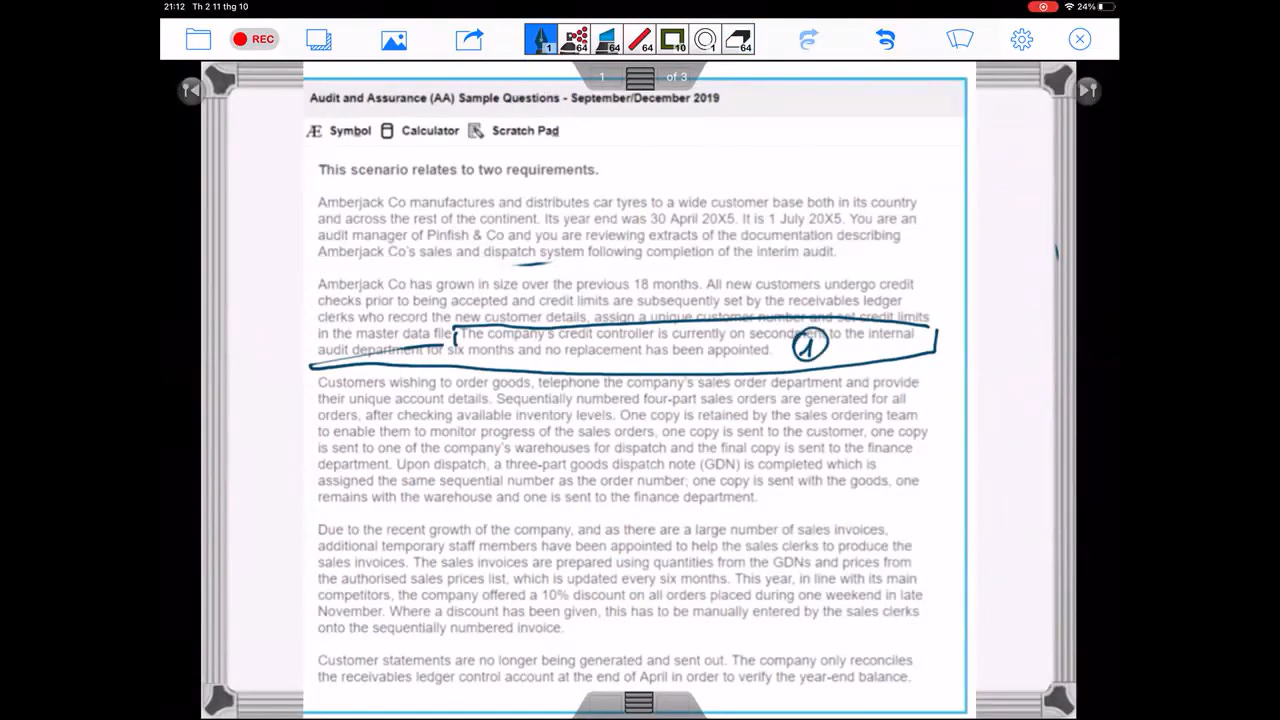 21:12 Th 2 11 thg 10
24%
REC
1 64 64 64 10 1 64
1 of 3
Audit and Assurance (AA) Sample Questions - September/December 2019
Æ Symbol Calculator Scratch Pad
This scenario relates to two requirements.
Amberjack Co manufactures and distributes car tyres to a wide customer base both in its country
and across the rest of the continent. Its year end was 30 April 20X5. It is 1 July 20X5. You are an
audit manager of Pinfish & Co and you are reviewing extracts of the documentation describing
Amberjack Co's sales and dispatch system following completion of the interim audit.
Amberjack Co has grown in size over the previous 18 months. All new customers undergo credit
checks prior to being accepted and credit limits are subsequently set by the receivables ledger
clerks who record the new customer details, assign a unique customer number and set credit limits
in the master data file. The company's credit controller is currently on secondment to the internal
audit department for six months and no replacement has been appointed. 1
Customers wishing to order goods, telephone the company's sales order department and provide
their unique account details. Sequentially numbered four-part sales orders are generated for all
orders, after checking available inventory levels. One copy is retained by the sales ordering team
to enable them to monitor progress of the sales orders, one copy is sent to the customer, one copy
is sent to one of the company's warehouses for dispatch and the final copy is sent to the finance
department. Upon dispatch, a three-part goods dispatch note (GDN) is completed which is
assigned the same sequential number as the order number; one copy is sent with the goods, one
remains with the warehouse and one is sent to the finance department.
Due to the recent growth of the company, and as there are a large number of sales invoices,
additional temporary staff members have been appointed to help the sales clerks to produce the
sales invoices. The sales invoices are prepared using quantities from the GDNs and prices from
the authorised sales prices list, which is updated every six months. This year, in line with its main
competitors, the company offered a 10% discount on all orders placed during one weekend in late
November. Where a discount has been given, this has to be manually entered by the sales clerks
onto the sequentially numbered invoice.
Customer statements are no longer being generated and sent out. The company only reconciles
the receivables ledger control account at the end of April in order to verify the year-end balance.